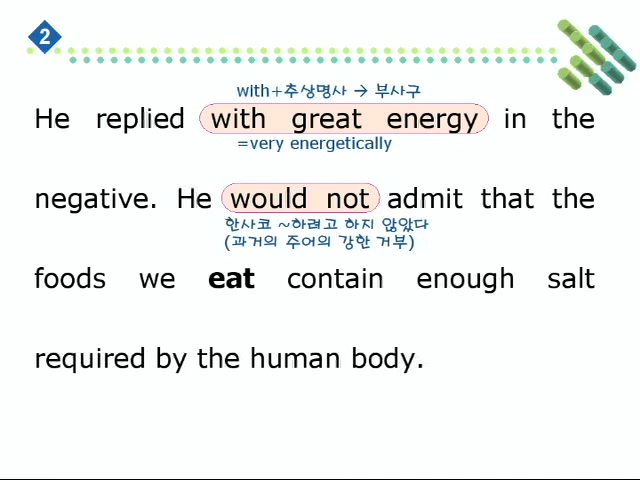 2
with+추상명사 → 부사구
He replied with great energy in the
=very energetically
negative. He would not admit that the
한사코 ~하려고 하지 않았다
(과거의 주어의 강한 거부)
foods we eat contain enough salt
required by the human body.